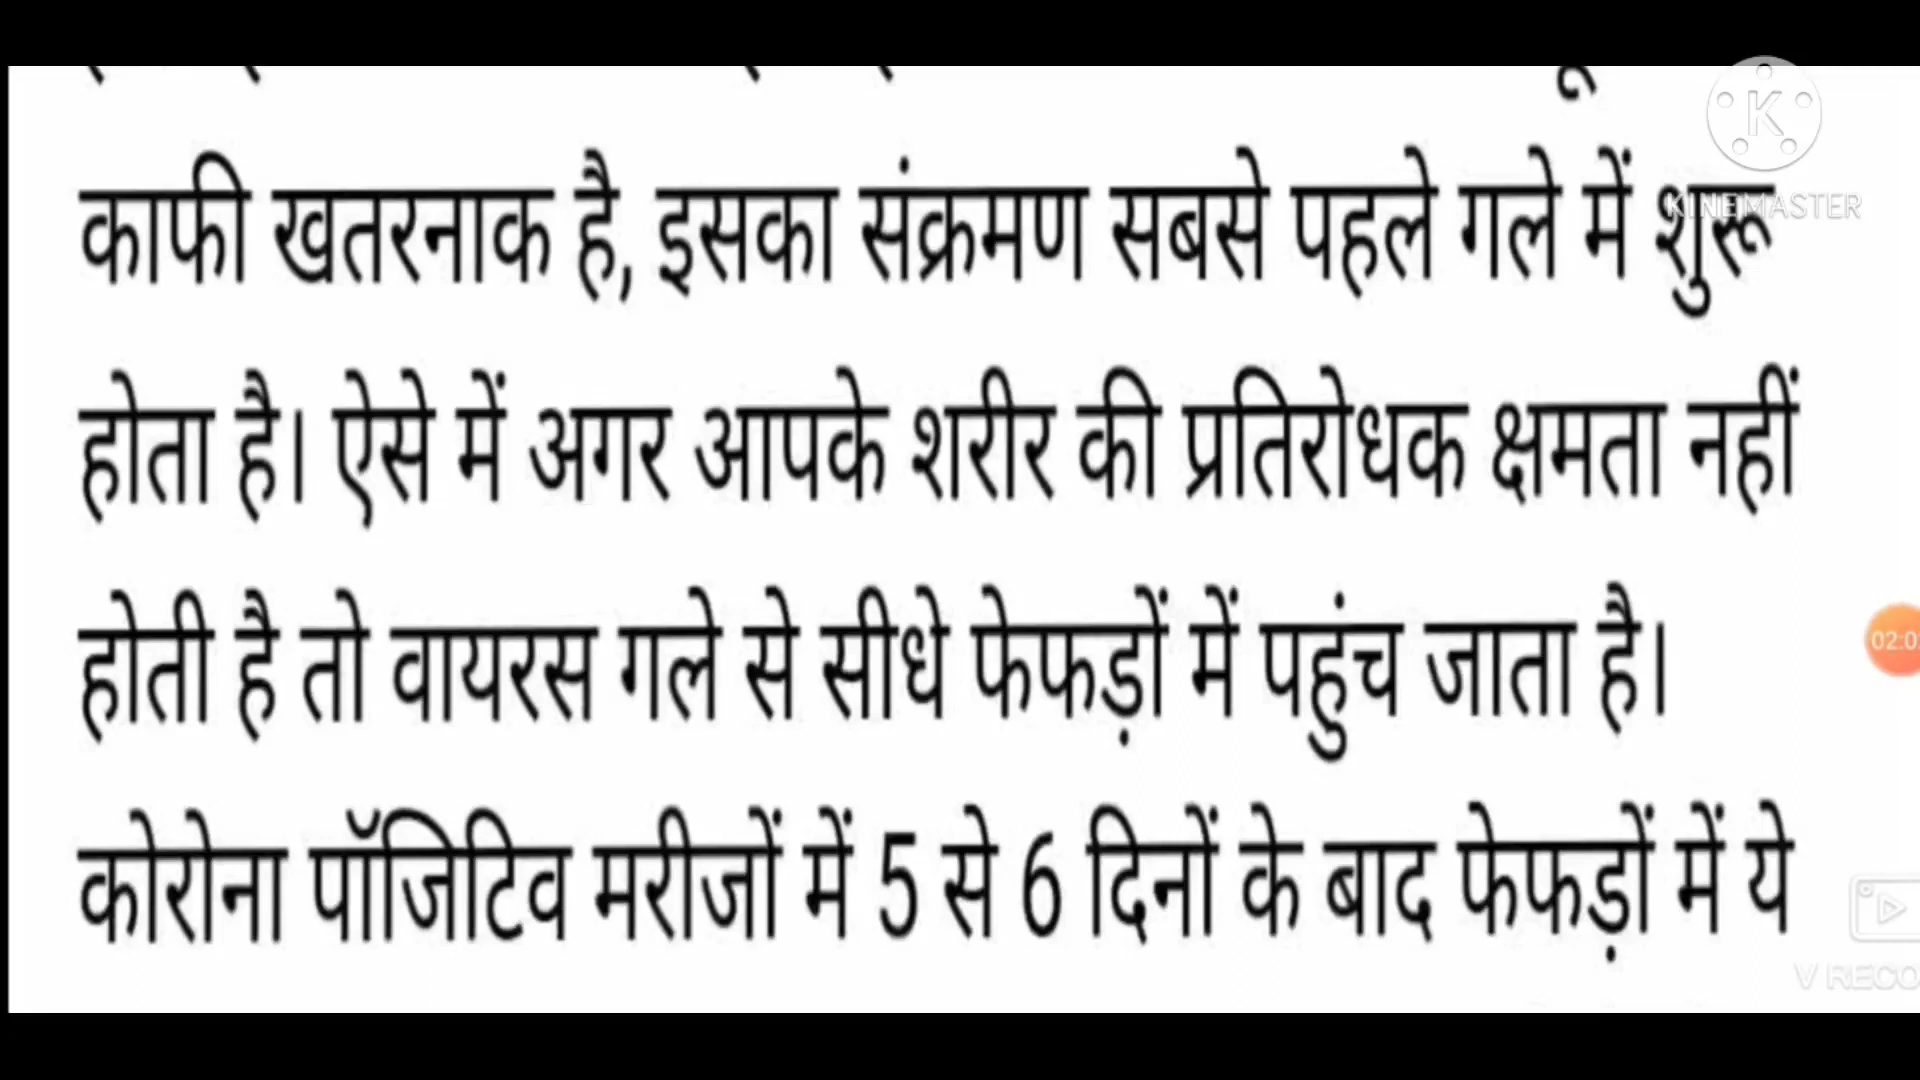 काफी खतरनाक है, इसका संक्रमण सबसे पहले गले में शुरू
होता है। ऐसे में अगर आपके शरीर की प्रतिरोधक क्षमता नहीं
होती है तो वायरस गले से सीधे फेफड़ों में पहुंच जाता है।
कोरोना पॉजिटिव मरीजों में 5 से 6 दिनों के बाद फेफड़ों में ये
K
KINEMASTER
V RECO